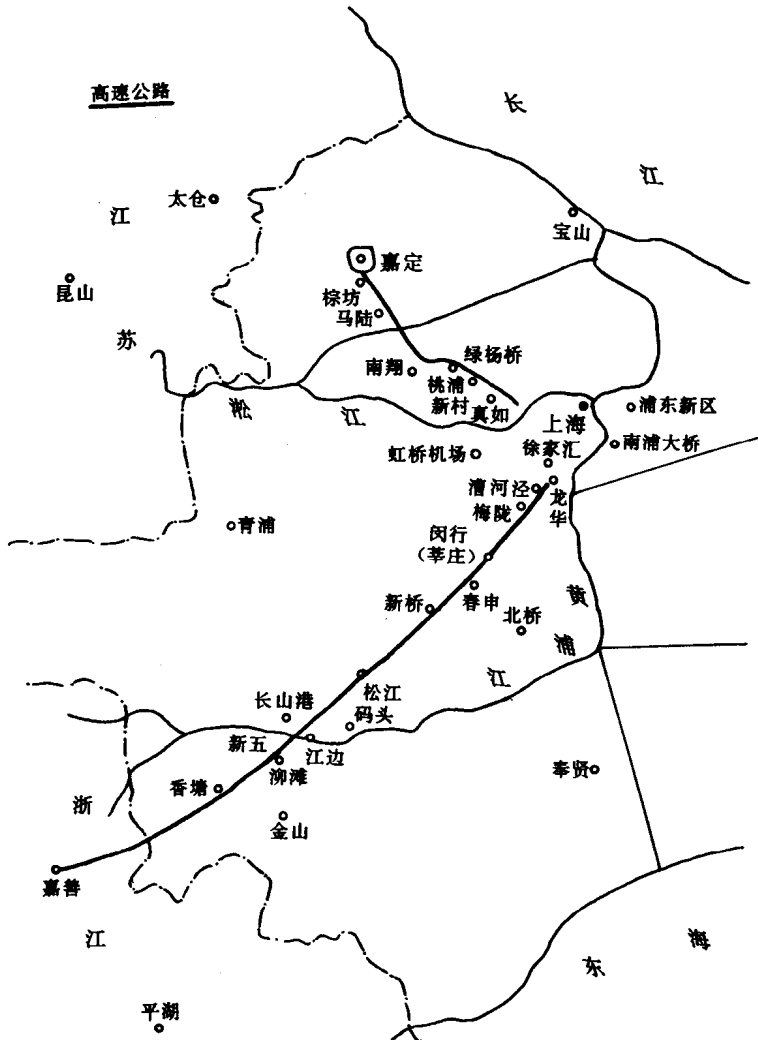 高速公路
长
江
太仓
江
宝山
嘉定
昆山
棕坊
马陆
苏
绿杨桥
南翔
桃浦
新村
真如
淞
江
上海
浦东新区
徐家汇
南浦大桥
虹桥机场
漕河泾
龙华
梅陇
青浦
闵行
（莘庄）
新桥
春申
黄
北桥
浦
江
松江
长山港
码头
新五
江边
泖滩
奉贤
香塘
浙
金山
嘉善
江
海
东
平湖